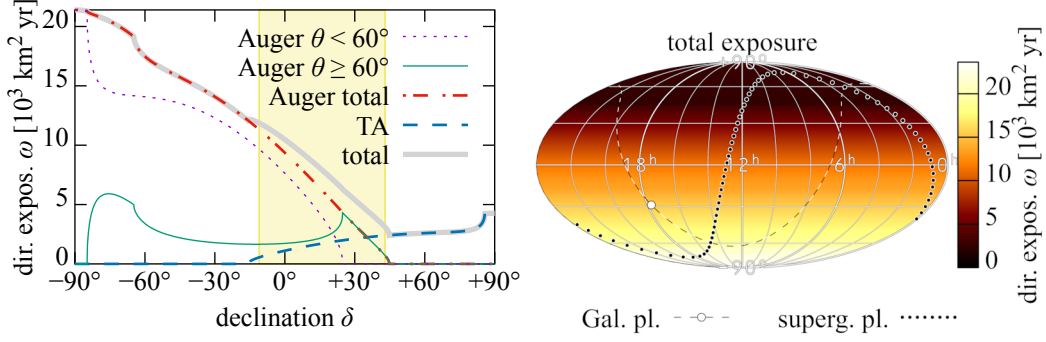 dir. expos. ω [10³ km² yr]
20
15
10
5
0
Auger θ < 60°
Auger θ ≥ 60°
Auger total
TA
total
−90 −60 −30 0 +30 +60 +90°
declination δ
total exposure
+90°
18ʰ 12 6ʰ 0ʰ
−90°
Gal. pl. superg. pl.
20
15
10
5
0
dir. expos. ω [10³ km² yr]